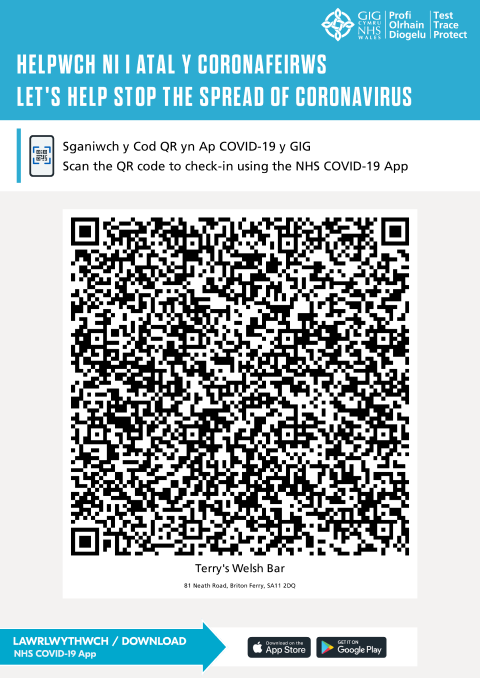 GIG
CYMRU
NHS
WALES
Profi
Olrhain
Diogelu
Test
Trace
Protect
HELPWCH NI I ATAL Y CORONAFEIRWS
LET'S HELP STOP THE SPREAD OF CORONAVIRUS
Sganiwch y Cod QR yn Ap COVID-19 y GIG
Scan the QR code to check-in using the NHS COVID-19 App
Terry's Welsh Bar
81 Neath Road, Briton Ferry, SA11 2DQ
LAWRLWYTHWCH / DOWNLOAD
NHS COVID-19 App
Download on the
App Store
GET IT ON
Google Play